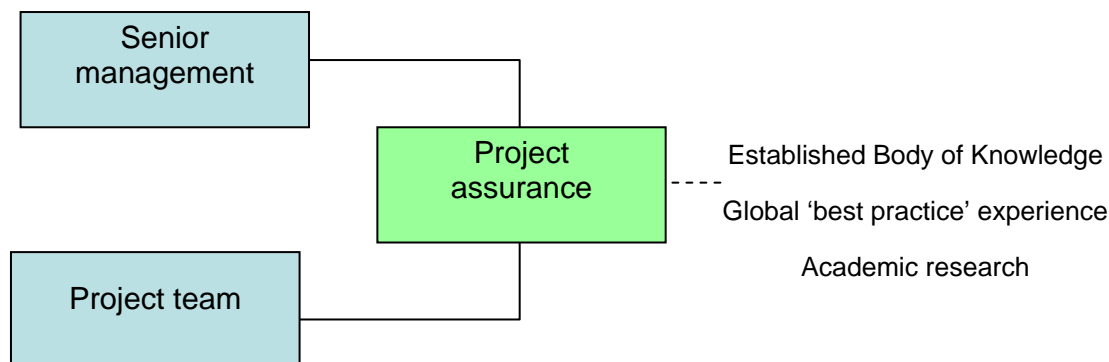 Senior
management
Project
assurance
Established Body of Knowledge
Global ‘best practice’ experience
Academic research
Project team